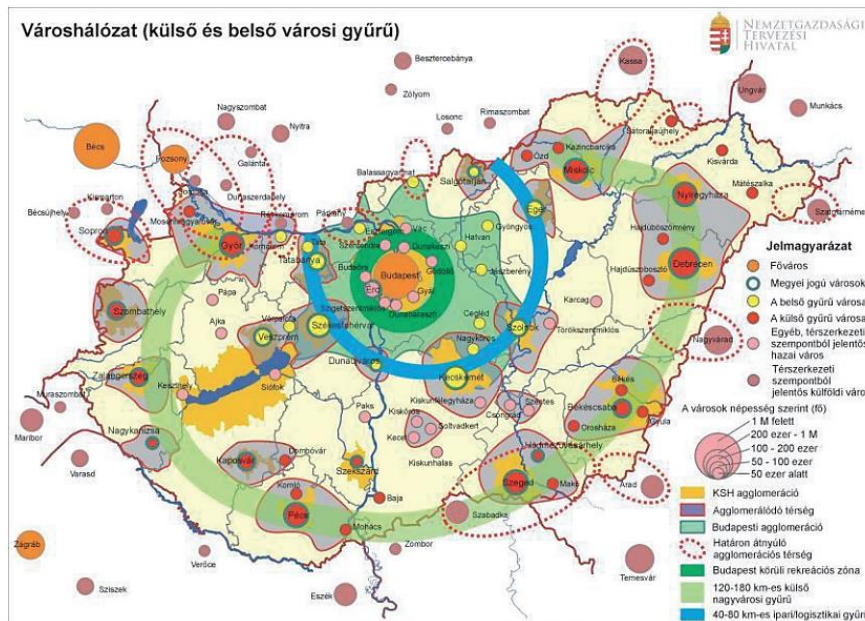 Városhálózat (külső és belső városi gyűrű)
NEMZETGAZDASÁGI
TERVEZÉSI
HIVATAL
Besztercebánya
Kassa
Zólyom
Ungvár
Munkács
Nagyszombat
Losonc
Rimaszombat
Nyitra
Bécs
Pozsony
Galánta
Sátoraljaújhely
Kazincbarcika
Ózd
Miskolc
Kisvárda
Balassagyarmat
Salgótarján
Dunaszerdahely
Kismarton
Bécsújhely
Nyíregyháza
Mátészalka
Párkány
Eger
Sopron
Mosonmagyaróvár
Esztergom
Vác
Gyöngyös
Győr
Komárom
Tata
Szentendre
Dunakeszi
Hatvan
Hajdúböszörmény
Jelmagyarázat
Tatabánya
Budaörs
Budapest
Gödöllő
Jászberény
Hajdúszoboszló
Debrecen
Főváros
Megyei jogú városok
Pápa
Érd
Gyál
A belső gyűrű városa
Szombathely
Szigetszentmiklós
Dunaharaszti
Karcag
A külső gyűrű városa
Ajka
Várpalota
Székesfehérvár
Cegléd
Szolnok
Törökszentmiklós
Egyéb, térszerkezeti
szempontból jelentős
hazai város
Veszprém
Nagykőrös
Nagyvárad
Térszerkezeti
szempontból
jelentős külföldi város
Zalaegerszeg
Keszthely
Siófok
Dunaújváros
Kecskemét
Békés
Muraszombat
Paks
Kiskunfélegyháza
Szentes
Csongrád
Békéscsaba
Gyula
A városok népesség szerint (fő)
Maribor
Nagykanizsa
Kiskőrös
Soltvadkert
Orosháza
1 M felett
200 ezer - 1 M
100 - 200 ezer
50 - 100 ezer
50 ezer alatt
Varasd
Kaposvár
Dombóvár
Kecel
Kiskunhalas
Hódmezővásárhely
Szekszárd
Szeged
Makó
Arad
KSH agglomeráció
Komló
Baja
Agglomerálódó térség
Pécs
Mohács
Szabadka
Budapesti agglomeráció
Határon átnyúló
agglomerációs térség
Zágráb
Verőce
Zombor
Temesvár
Budapest körüli rekreációs zóna
Sziszek
Eszék
120-180 km-es külső
nagyvárosi gyűrű
40-80 km-es ipari/logisztikai gyűrű